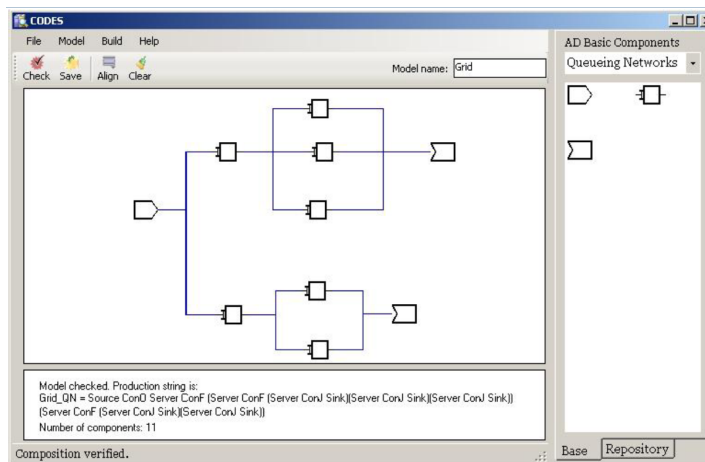 CODES
File Model Build Help
Check Save Align Clear
Model name: Grid
AD Basic Components
Queueing Networks
Model checked. Production string is:
Grid_QN = Source ConO Server ConF (Server ConF (Server ConJ Sink)(Server ConJ Sink)(Server ConJ Sink))
(Server ConF (Server ConJ Sink)(Server ConJ Sink))
Number of components: 11
Composition verified.
Base Repository